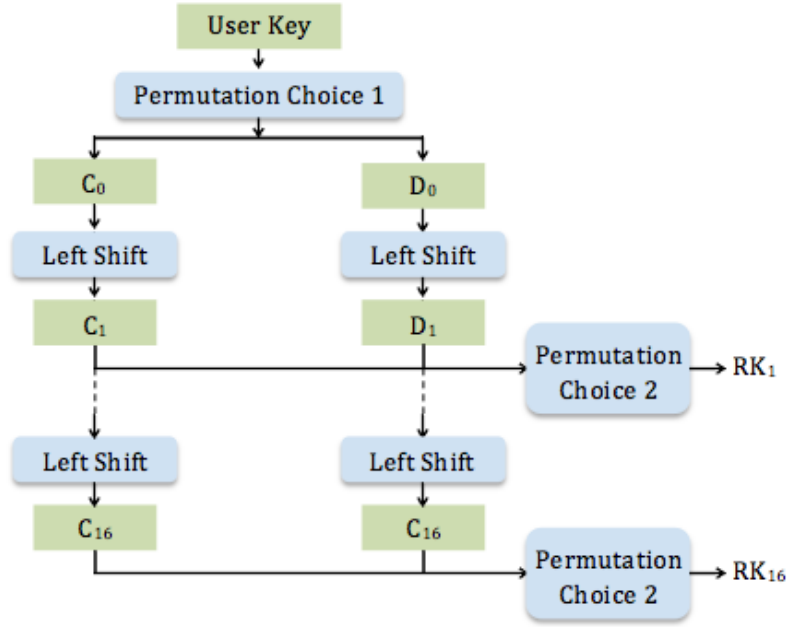 User Key
Permutation Choice 1
C₀ D₀
Left Shift Left Shift
C₁ D₁
Permutation
Choice 2
RK₁
Left Shift Left Shift
C₁₆ C₁₆
Permutation
Choice 2
RK₁₆